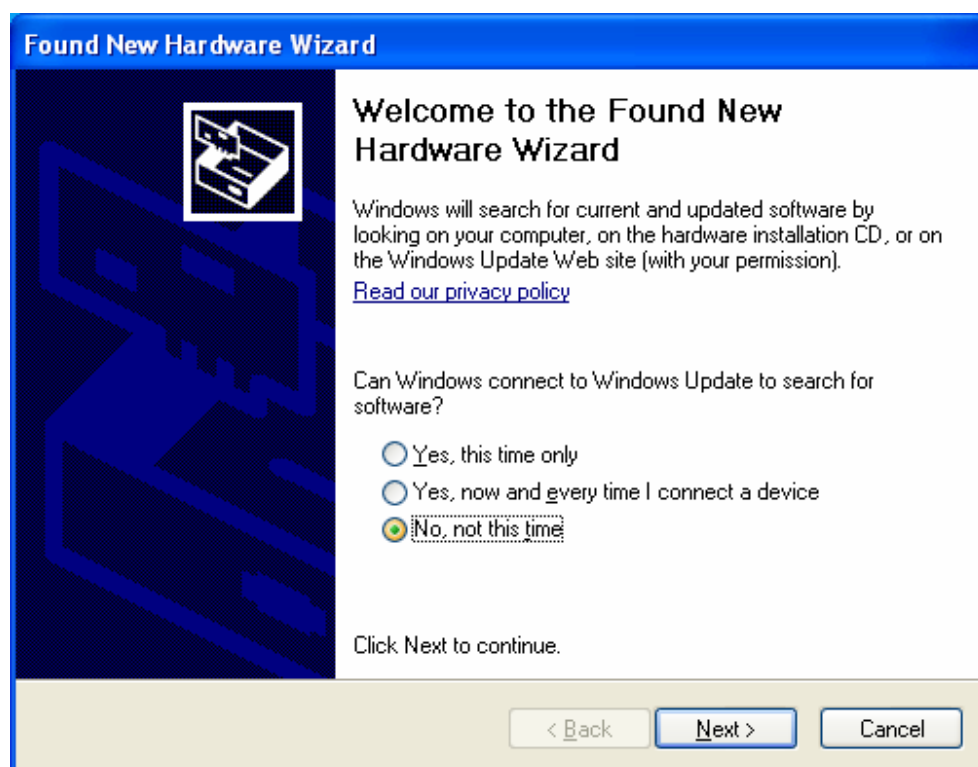 Found New Hardware Wizard
Welcome to the Found New
Hardware Wizard
Windows will search for current and updated software by
looking on your computer, on the hardware installation CD, or on
the Windows Update Web site (with your permission).
Read our privacy policy
Can Windows connect to Windows Update to search for
software?
Yes, this time only
Yes, now and every time I connect a device
No, not this time
Click Next to continue.
< Back Next > Cancel